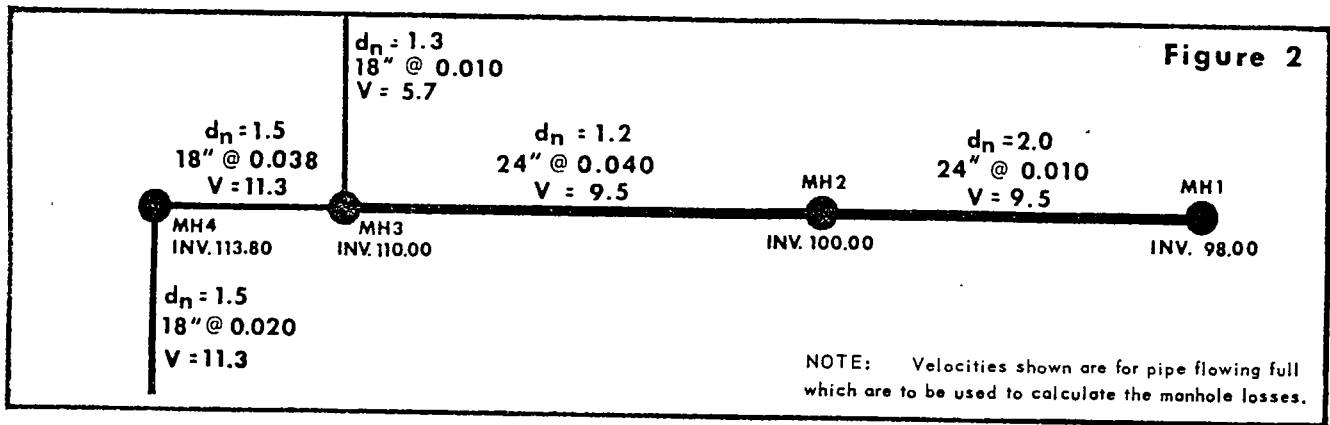 Figure 2
dn = 1.3
18" @ 0.010
V = 5.7
dn = 1.5
18" @ 0.038
V = 11.3
dn = 1.2
24" @ 0.040
V = 9.5
dn = 2.0
24" @ 0.010
V = 9.5
MH4
INV. 113.80
MH3
INV. 110.00
MH2
INV. 100.00
MH1
INV. 98.00
dn = 1.5
18" @ 0.020
V = 11.3
NOTE: Velocities shown are for pipe flowing full
which are to be used to calculate the manhole losses.